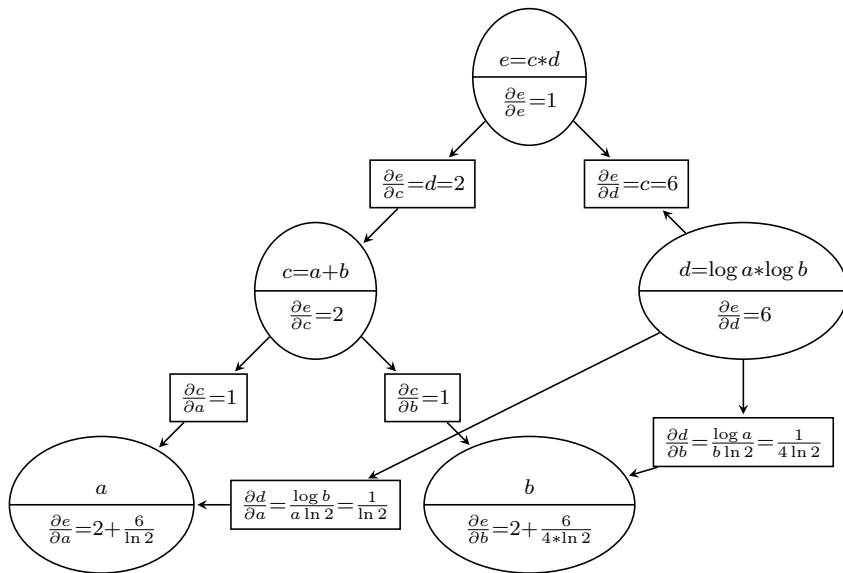 e=c*d
∂e/∂e=1
∂e/∂c=d=2
∂e/∂d=c=6
c=a+b
∂e/∂c=2
d=log a*log b
∂e/∂d=6
∂c/∂a=1
∂c/∂b=1
∂d/∂b=log a/b ln 2=1/4 ln 2
a
∂e/∂a=2+6/ln 2
∂d/∂a=log b/a ln 2=1/ln 2
b
∂e/∂b=2+6/4*ln 2